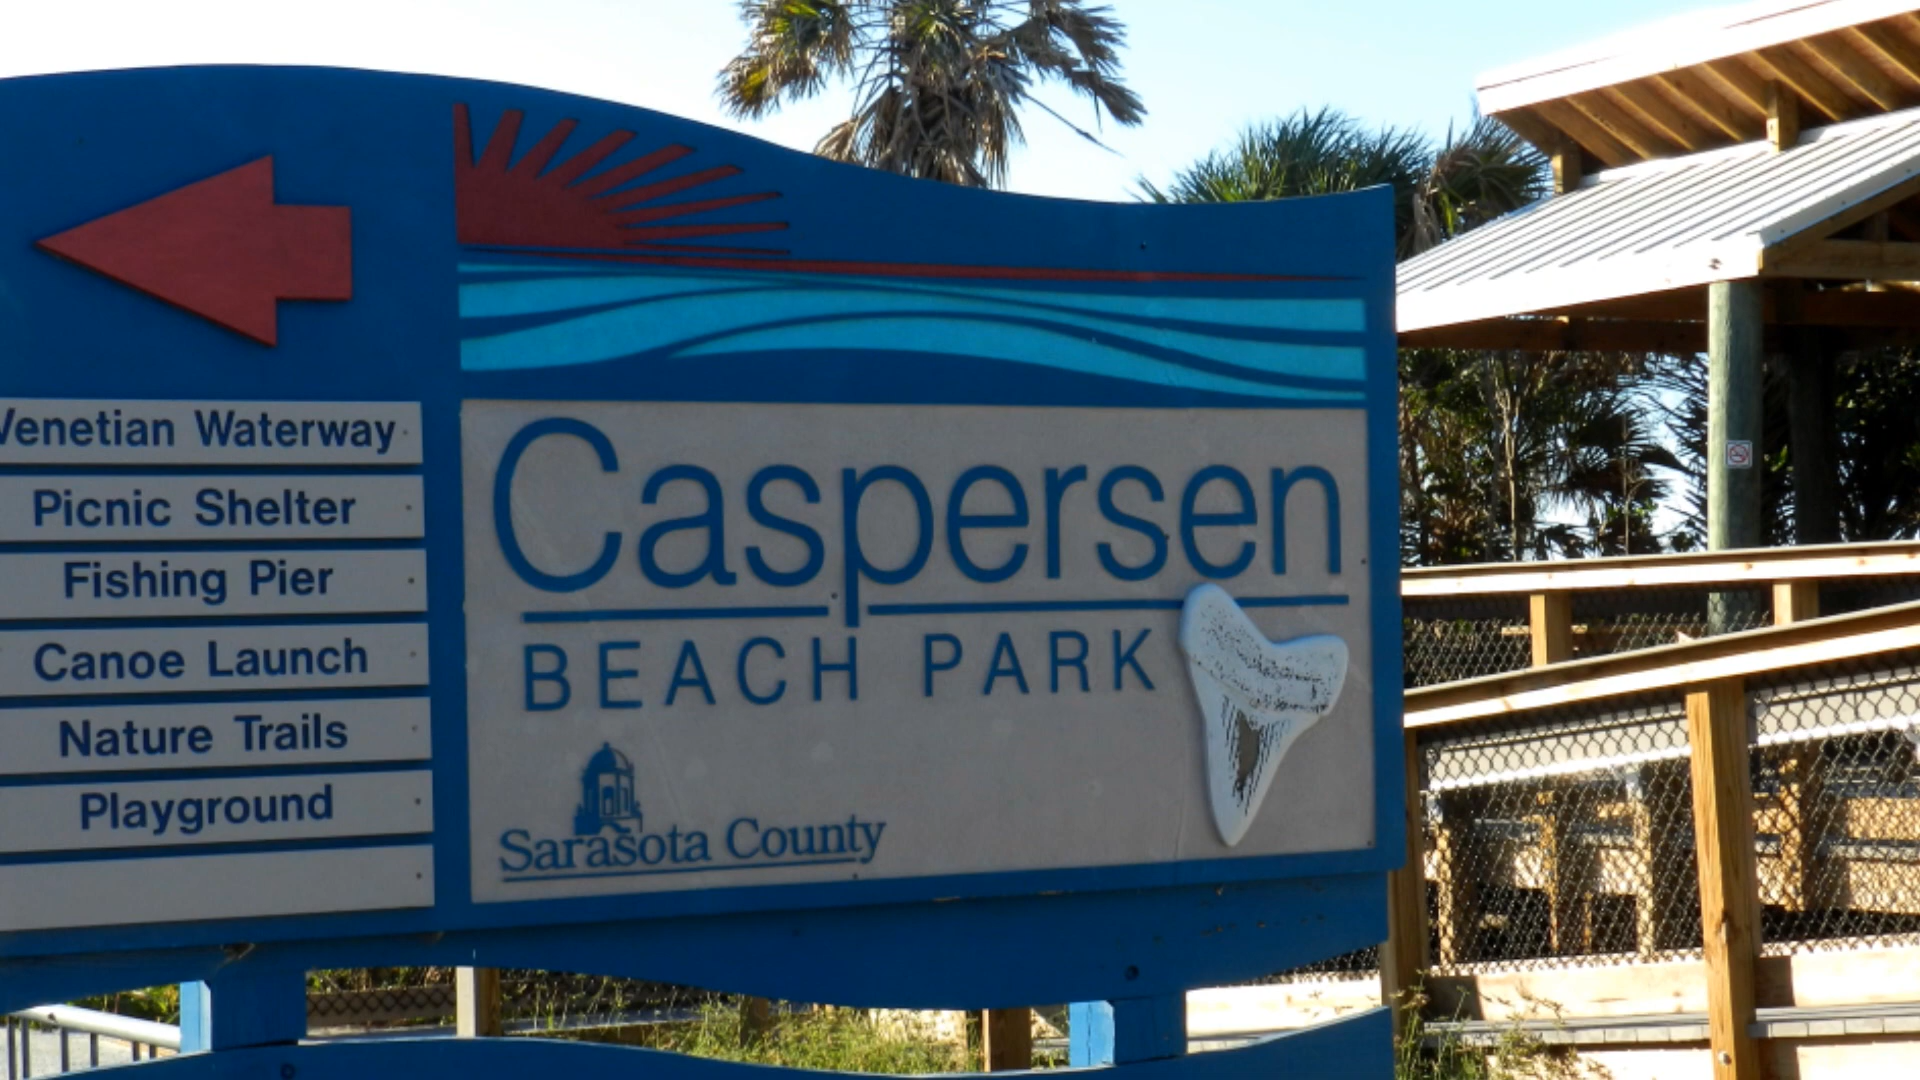 Venetian Waterway
Picnic Shelter
Fishing Pier
Canoe Launch
Nature Trails
Playground
Caspersen
BEACH PARK
Sarasota County